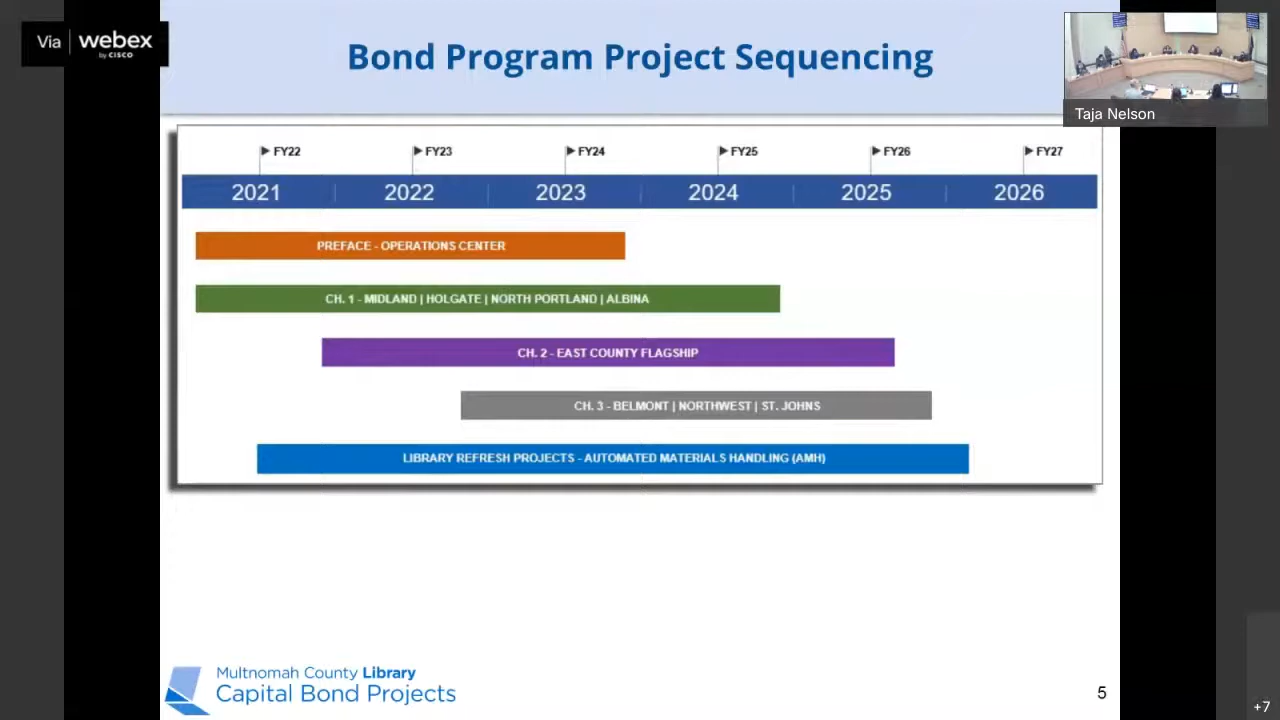 Via webex
by CISCO
Bond Program Project Sequencing
Taja Nelson
FY22 FY23 FY24 FY25 FY26 FY27
2021 2022 2023 2024 2025 2026
PREFACE - OPERATIONS CENTER
CH. 1 - MIDLAND | HOLGATE | NORTH PORTLAND | ALBINA
CH. 2 - EAST COUNTY FLAGSHIP
CH. 3 - BELMONT | NORTHWEST | ST. JOHNS
LIBRARY REFRESH PROJECTS - AUTOMATED MATERIALS HANDLING (AMH)
Multnomah County Library
Capital Bond Projects
5
+7